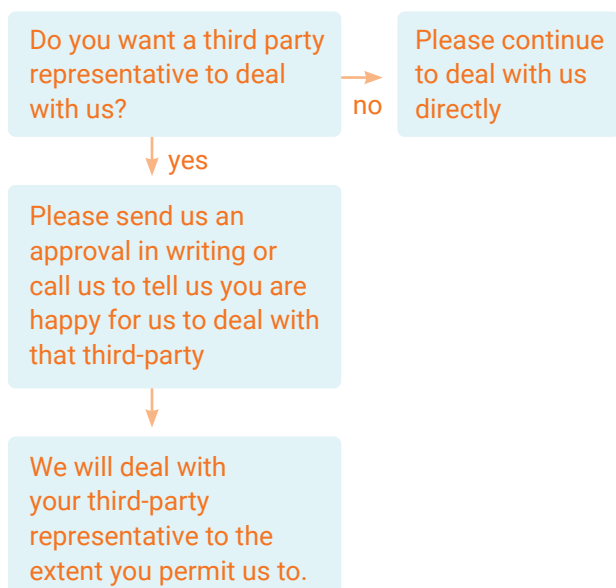 Do you want a third party
representative to deal
with us?
no
Please continue
to deal with us
directly
yes
Please send us an
approval in writing or
call us to tell us you are
happy for us to deal with
that third-party
We will deal with
your third-party
representative to the
extent you permit us to.